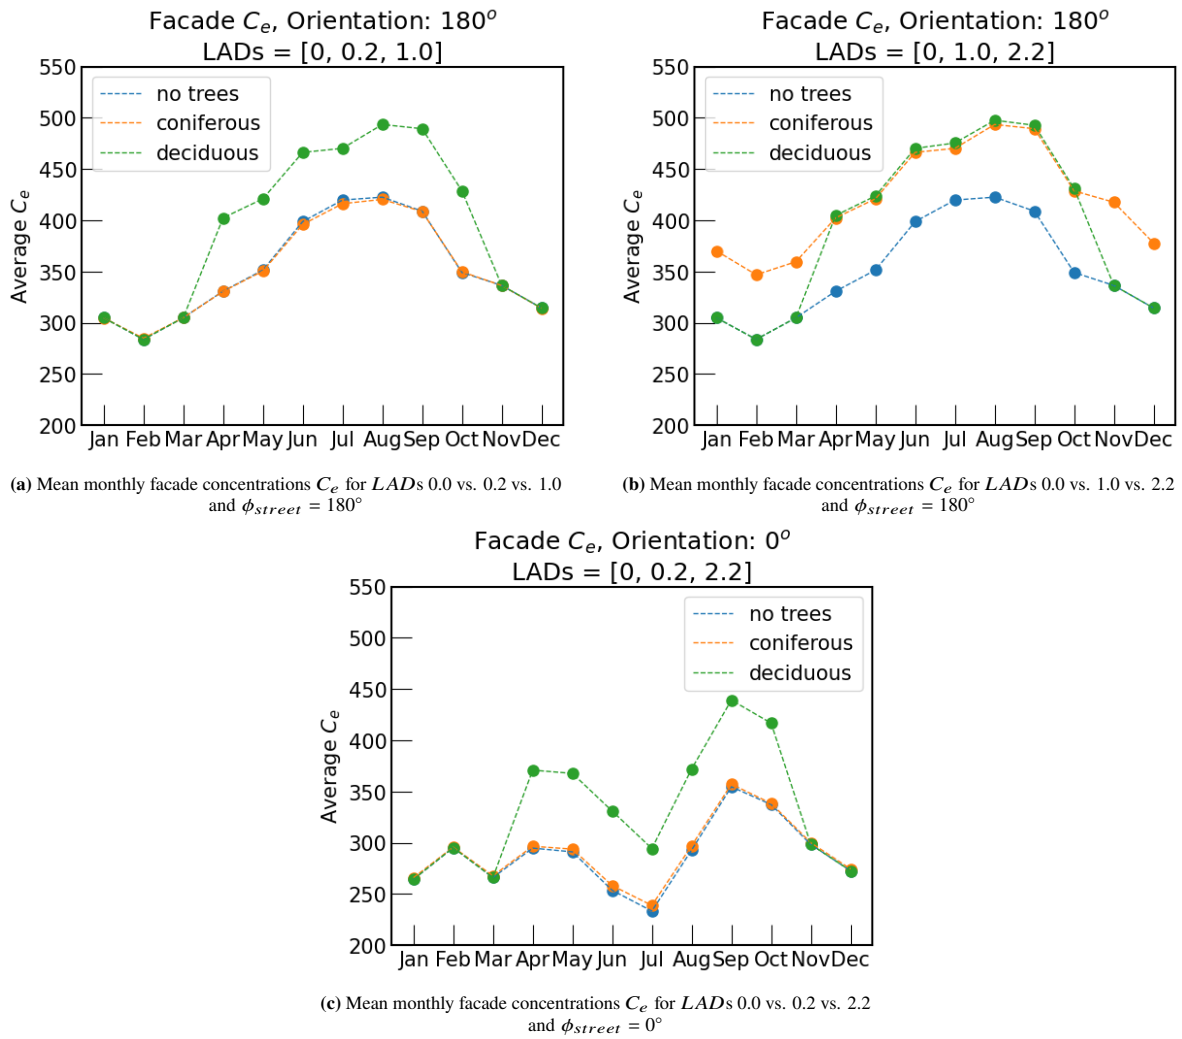 Facade Cₑ, Orientation: 180°
LADs = [0, 0.2, 1.0]
550
500
450
400
350
300
250
200
Average Cₑ
no trees
coniferous
deciduous
Jan Feb Mar Apr May Jun Jul Aug Sep Oct Nov Dec
(a) Mean monthly facade concentrations Cₑ for LADs 0.0 vs. 0.2 vs. 1.0
and ϕstreet = 180°
Facade Cₑ, Orientation: 180°
LADs = [0, 1.0, 2.2]
550
500
450
400
350
300
250
200
Average Cₑ
no trees
coniferous
deciduous
Jan Feb Mar Apr May Jun Jul Aug Sep Oct Nov Dec
(b) Mean monthly facade concentrations Cₑ for LADs 0.0 vs. 1.0 vs. 2.2
and ϕstreet = 180°
Facade Cₑ, Orientation: 0°
LADs = [0, 0.2, 2.2]
550
500
450
400
350
300
250
200
Average Cₑ
no trees
coniferous
deciduous
Jan Feb Mar Apr May Jun Jul Aug Sep Oct Nov Dec
(c) Mean monthly facade concentrations Cₑ for LADs 0.0 vs. 0.2 vs. 2.2
and ϕstreet = 0°